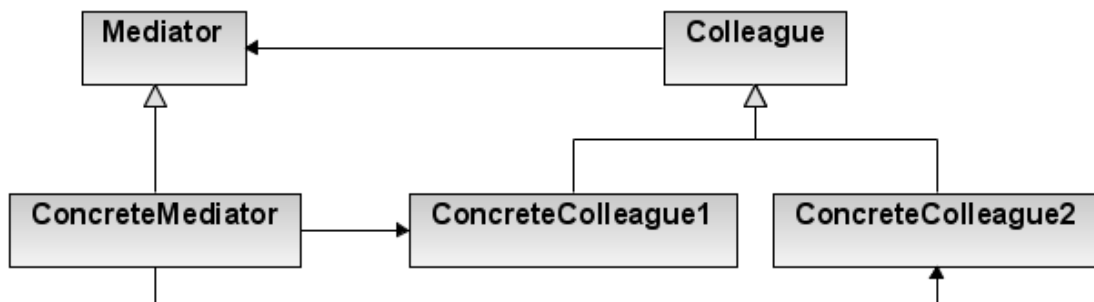 Mediator
Colleague
ConcreteMediator
ConcreteColleague1
ConcreteColleague2